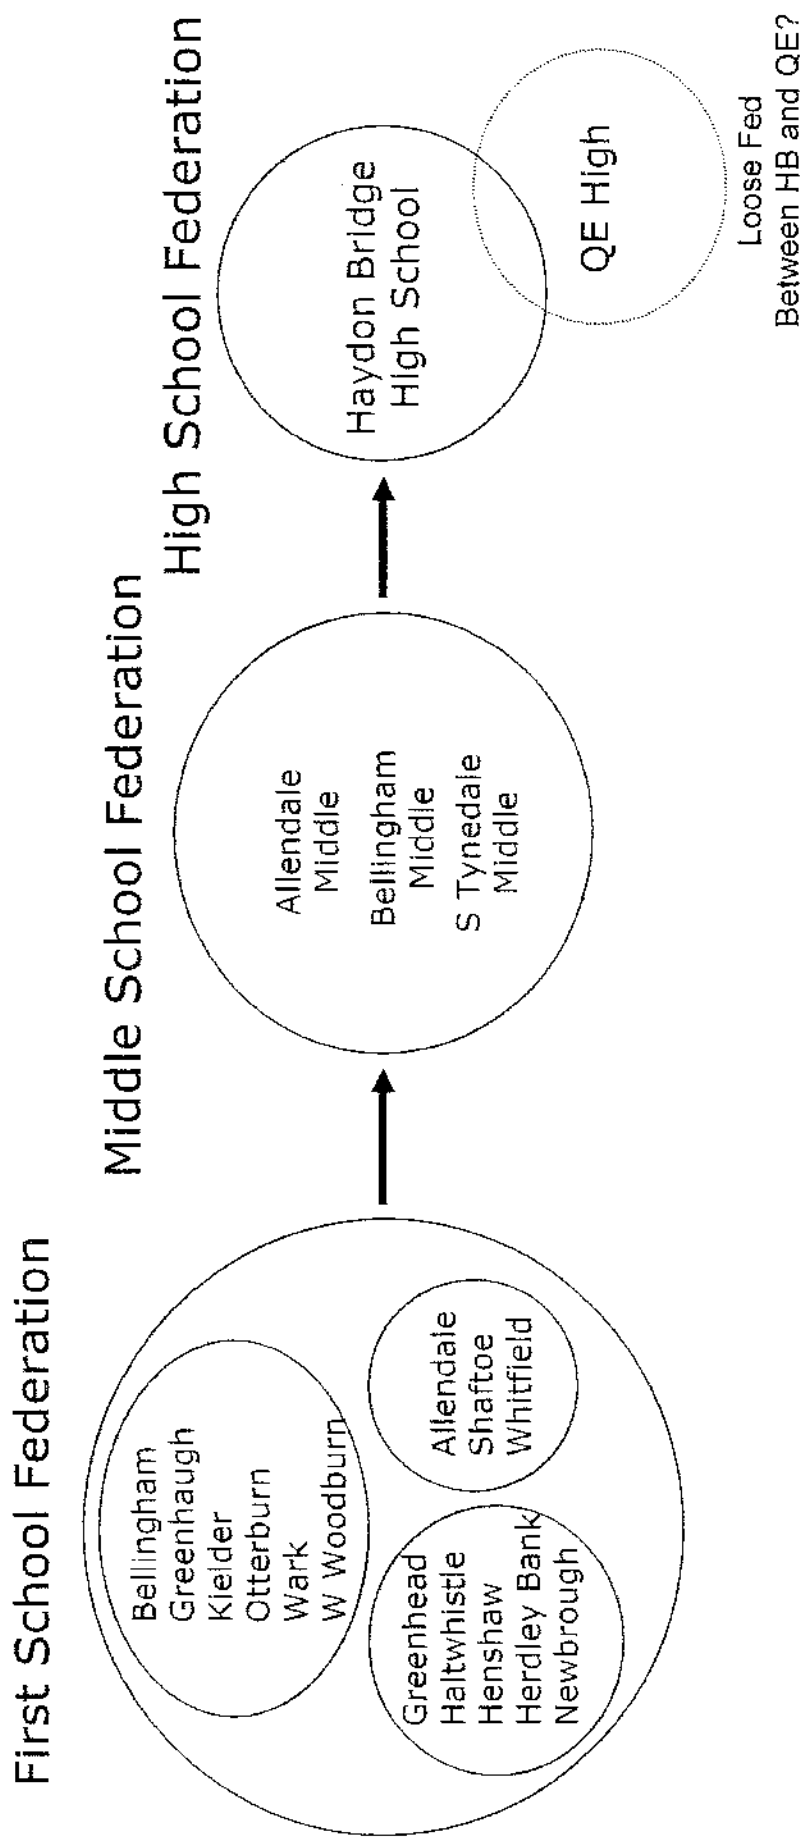 First School Federation
Bellingham
Greenhaugh
Kielder
Otterburn
Wark
W Woodburn
Greenhead
Haltwhistle
Henshaw
Herdley Bank
Newbrough
Allendale
Shaftoe
Whitfield
Middle School Federation
Allendale
Middle
Bellingham
Middle
S Tynedale
Middle
High School Federation
Haydon Bridge
High School
QE High
Loose Fed
Between HB and QE?